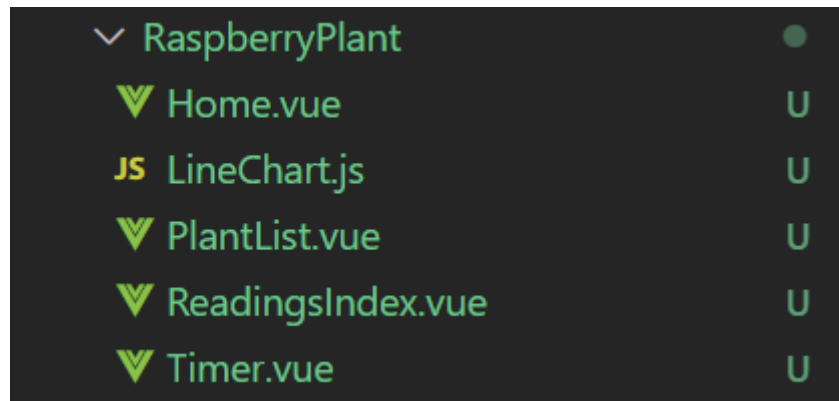 RaspberryPlant
Home.vue U
JS LineChart.js U
PlantList.vue U
ReadingsIndex.vue U
Timer.vue U